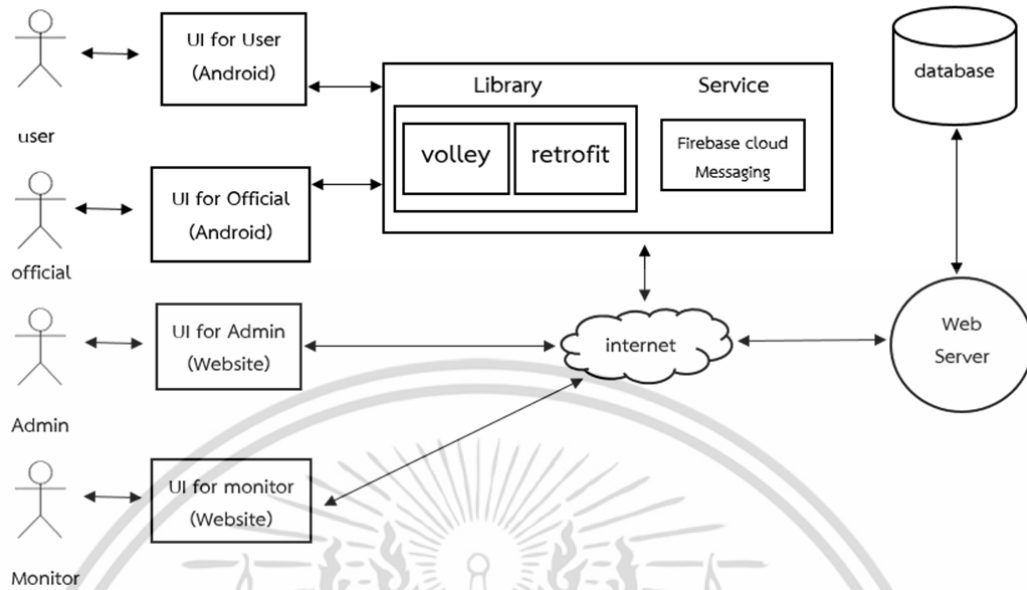 UI for User
(Android)
user
Library
Service
volley
retrofit
Firebase cloud
Messaging
database
UI for Official
(Android)
official
UI for Admin
(Website)
Admin
internet
Web
Server
UI for monitor
(Website)
Monitor